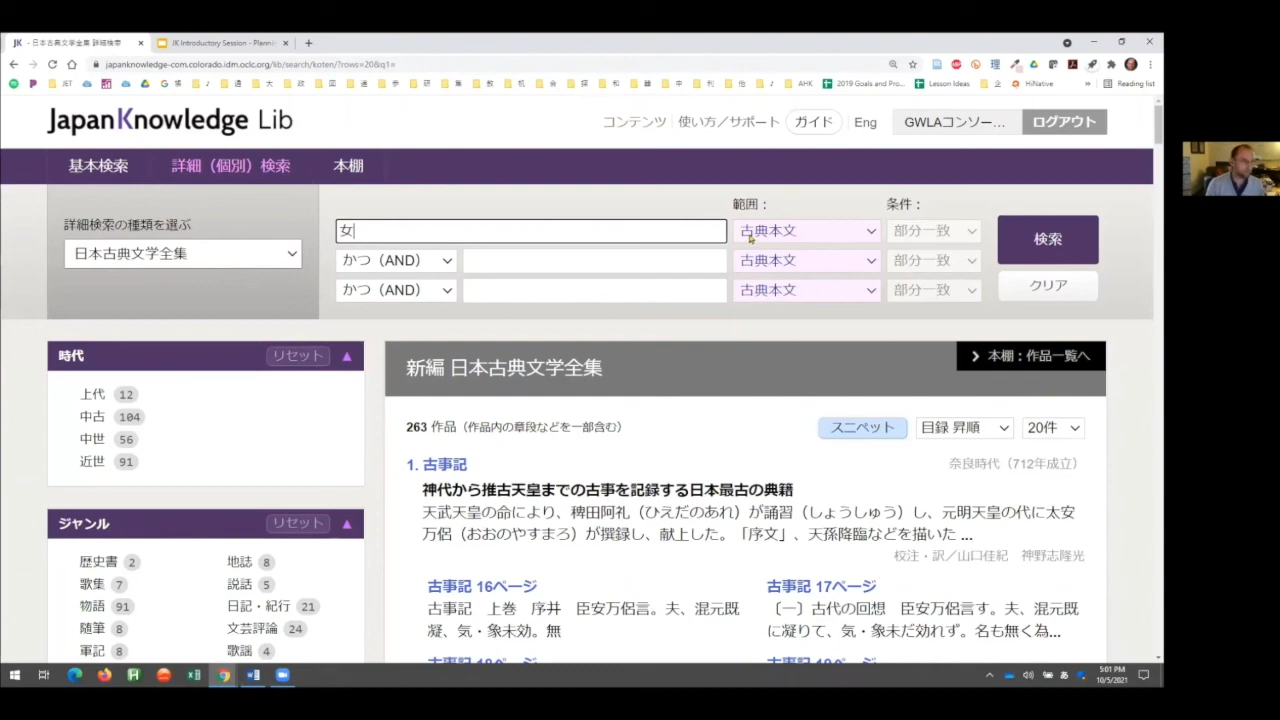 JK - 日本古典文学全集 詳細検索
JK Introductory Session - Plannin
japanknowledge-com.colorado.idm.oclc.org/lib/search/koten/?rows=20&q1=
JET
AHK
2019 Goals and Pro...
Lesson Ideas
HiNative
Reading list
JapanKnowledge Lib
コンテンツ 使い方/サポート ガイド Eng GWLAコンソー... ログアウト
基本検索 詳細（個別）検索 本棚
範囲： 条件：
詳細検索の種類を選ぶ
日本古典文学全集
女 古典本文 部分一致
検索
かつ（AND） 古典本文 部分一致
かつ（AND） 古典本文 部分一致
クリア
時代 リセット ▲
上代 12
中古 104
中世 56
近世 91
ジャンル リセット ▲
歴史書 2 地誌 8
歌集 7 説話 5
物語 91 日記・紀行 21
随筆 8 文芸評論 24
軍記 8 歌謡 4
新編 日本古典文学全集
本棚：作品一覧へ
263 作品（作品内の章段などを一部含む）
スニペット 目録 昇順 20件
1. 古事記 奈良時代（712年成立）
神代から推古天皇までの古事を記録する日本最古の典籍
天武天皇の命により、稗田阿礼（ひえだのあれ）が誦習（しょうしゅう）し、元明天皇の代に太安
万侶（おおのやすまろ）が撰録し、献上した。「序文」、天孫降臨などを描いた ...
校注・訳／山口佳紀 神野志隆光
古事記 16ページ
古事記 上巻 序并 臣安万侶言。夫、混元既
凝、気・象未効。無
古事記 17ページ
〔一〕古代の回想 臣安万侶言す。夫、混元既
に凝りて、気・象未だ効れず。名も無く為...
5:01 PM
10/5/2021